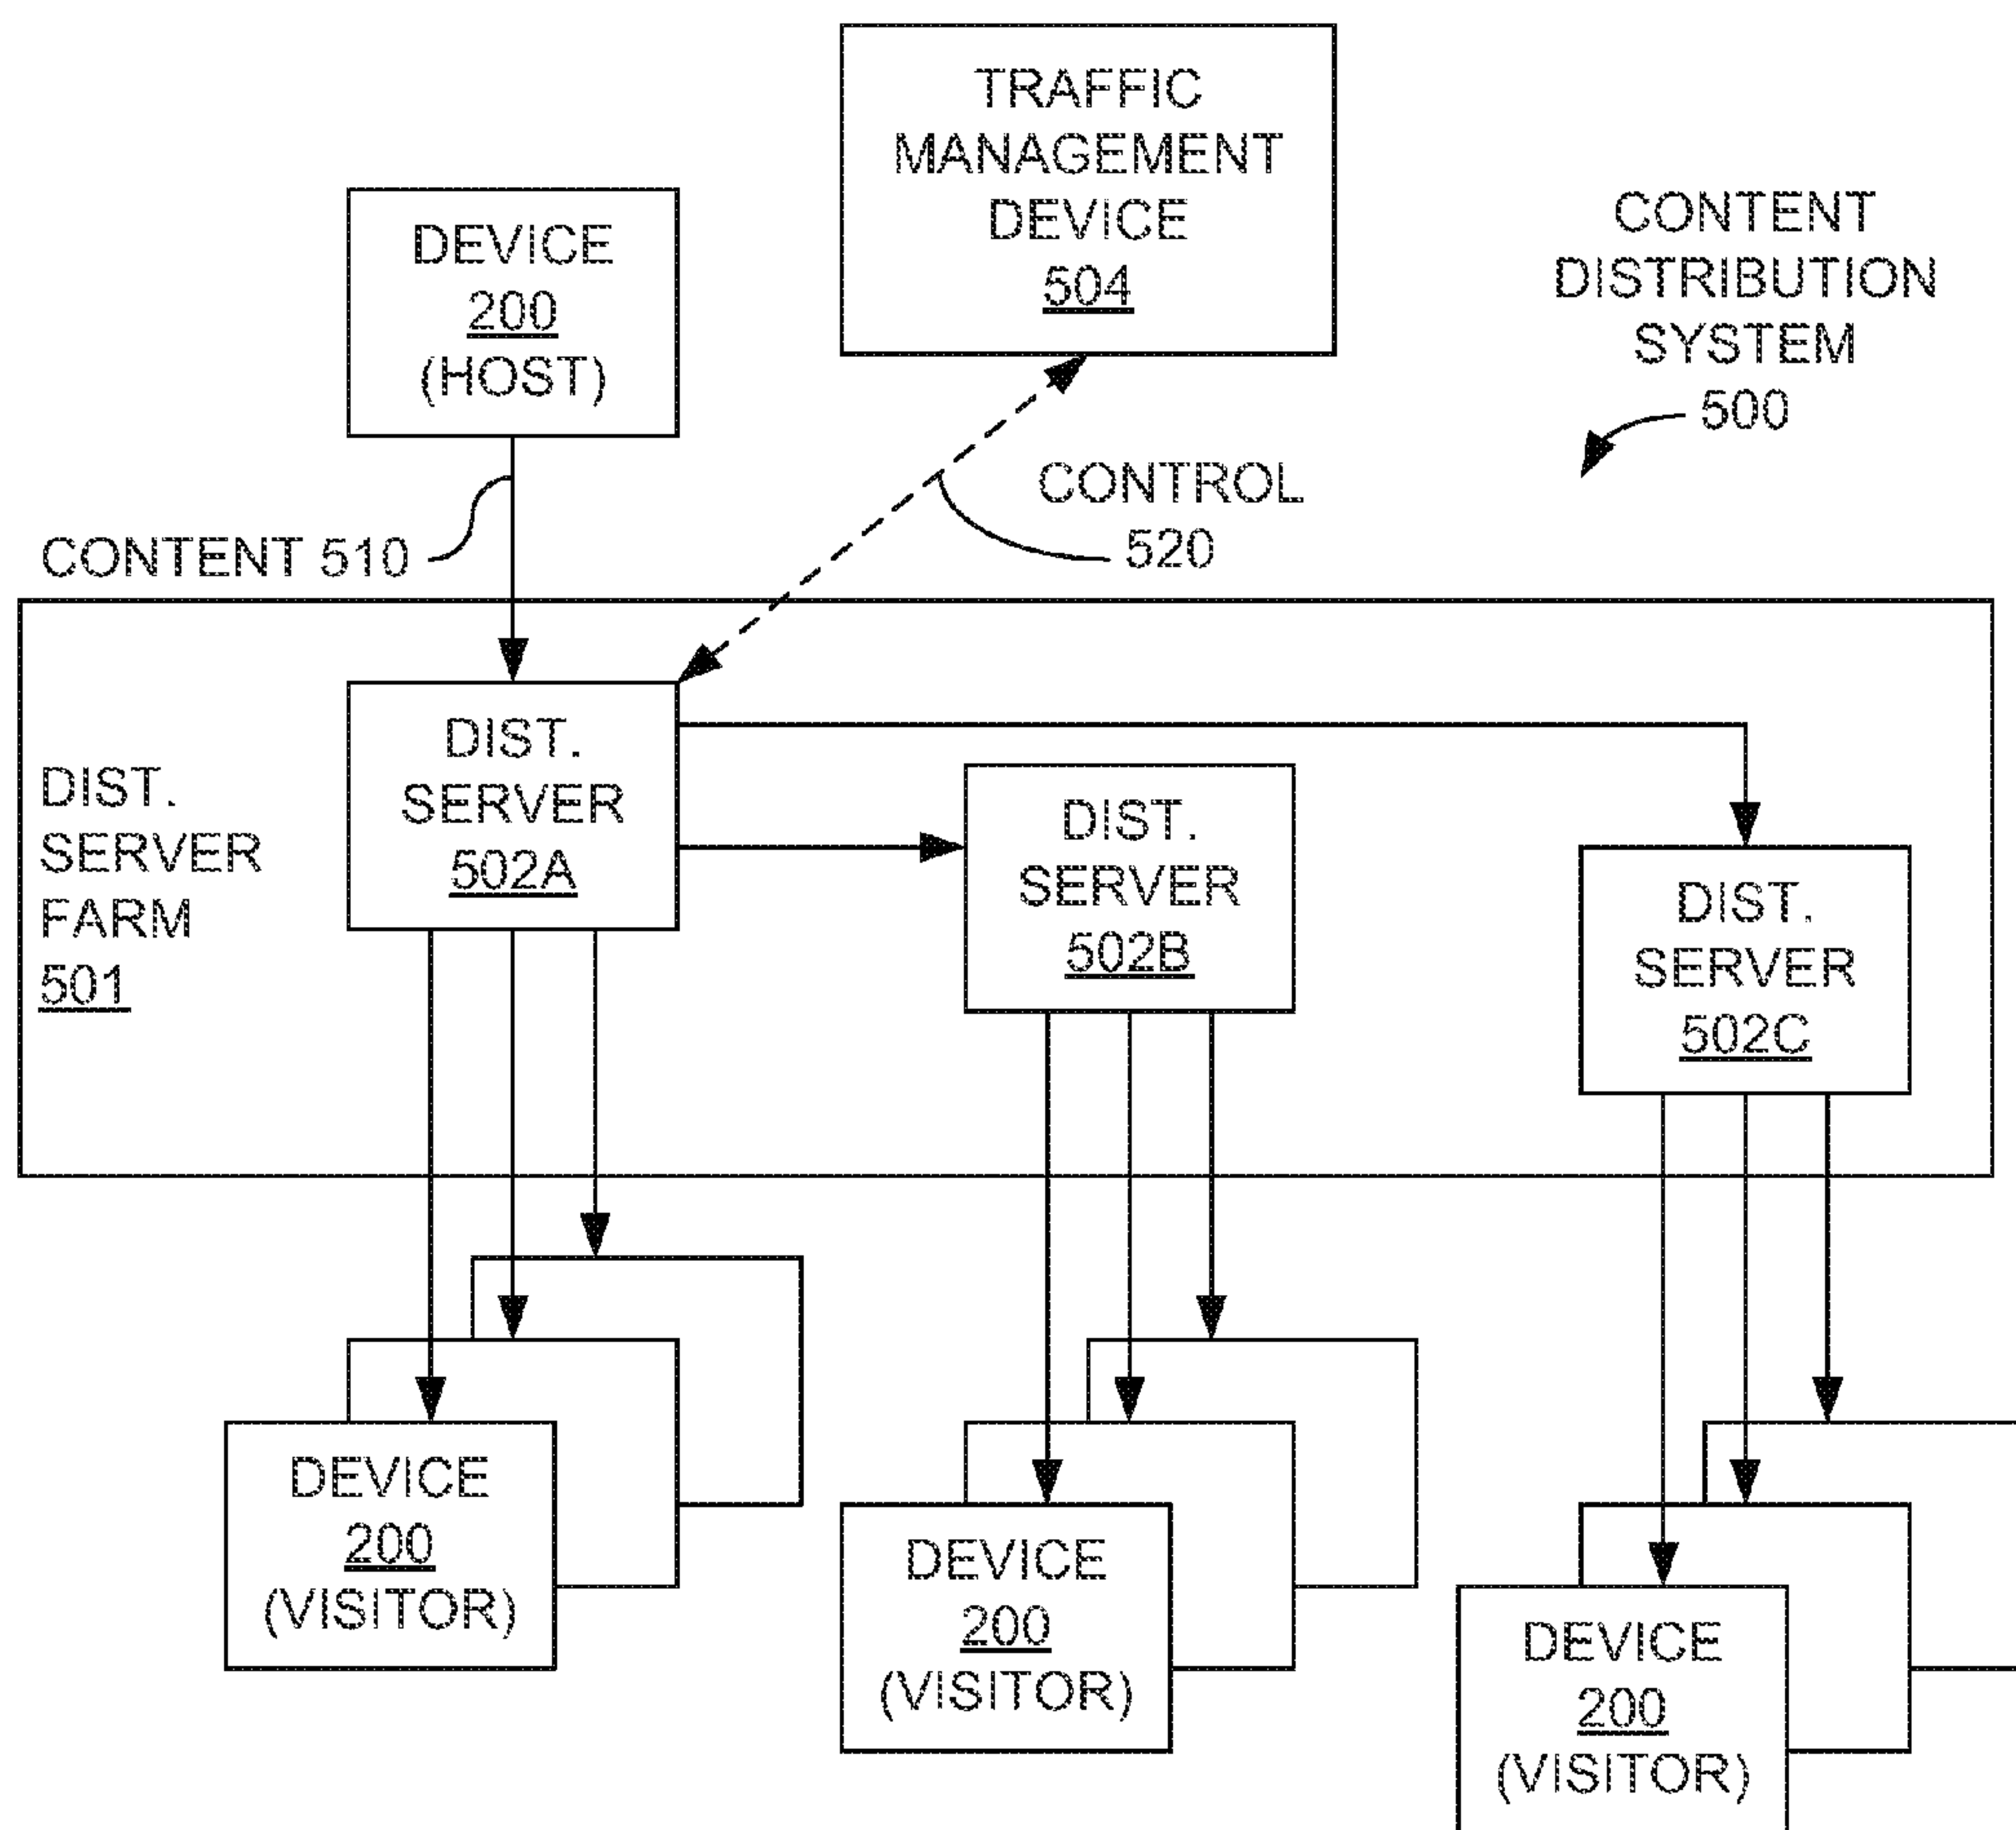 TRAFFIC
MANAGEMENT
DEVICE
504
DEVICE
200
(HOST)
CONTENT
DISTRIBUTION
SYSTEM
500
CONTROL
520
CONTENT 510
DIST.
SERVER
FARM
501
DIST.
SERVER
502A
DIST.
SERVER
502B
DIST.
SERVER
502C
DEVICE
200
(VISITOR)
DEVICE
200
(VISITOR)
DEVICE
200
(VISITOR)